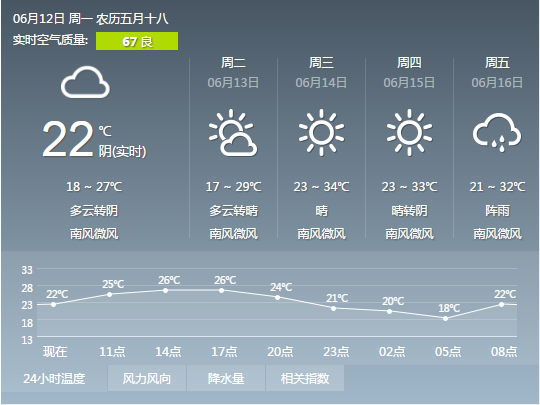 06月12日 周一 农历五月十八
实时空气质量: 67 良
22 ℃
阴(实时)
18 ~ 27℃
多云转阴
南风微风
周二
06月13日
17 ~ 29℃
多云转晴
南风微风
周三
06月14日
23 ~ 34℃
晴
南风微风
周四
06月15日
23 ~ 33℃
晴转阴
南风微风
周五
06月16日
21 ~ 32℃
阵雨
南风微风
33
28
23
18
13
22℃ 25℃ 26℃ 26℃ 24℃ 21℃ 20℃ 18℃ 22℃
现在 11点 14点 17点 20点 23点 02点 05点 08点
24小时温度 风力风向 降水量 相关指数